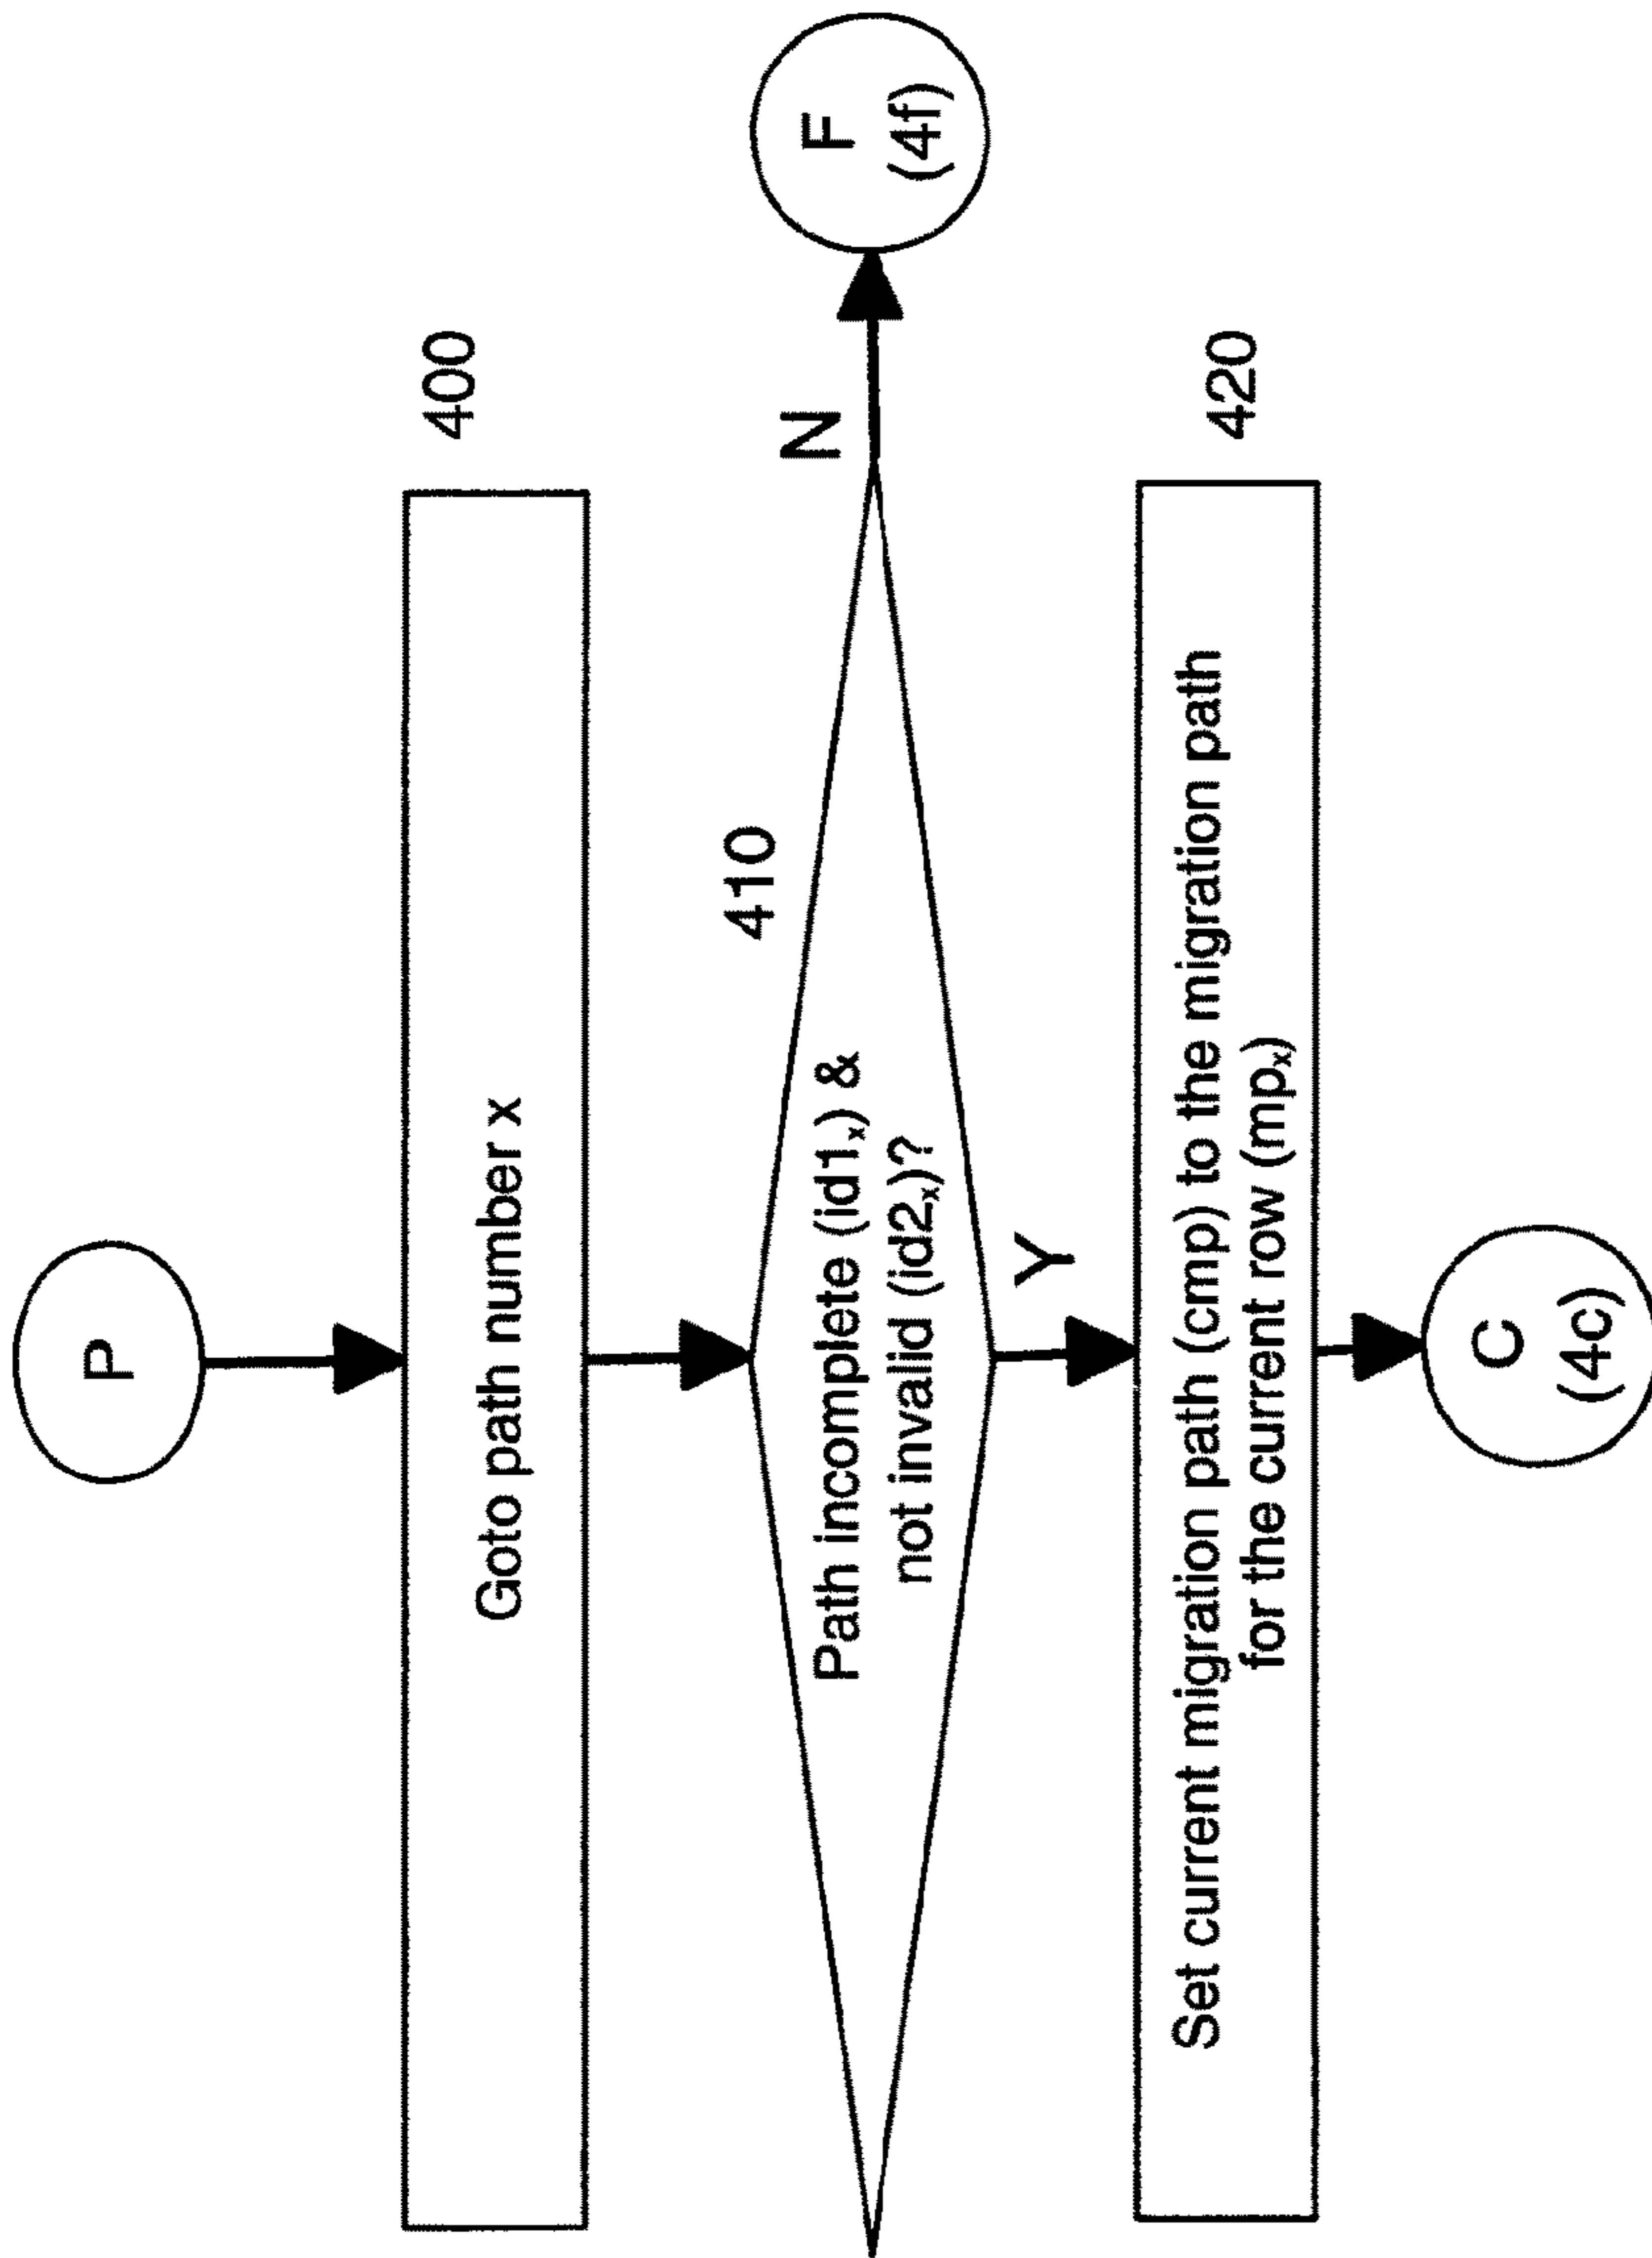 P
400
Goto path number x
410
Path incomplete (id1ₓ) &
not invalid (id2ₓ)?
N
F
(4f)
Y
420
Set current migration path (cmp) to the migration path
for the current row (mpₓ)
C
(4c)